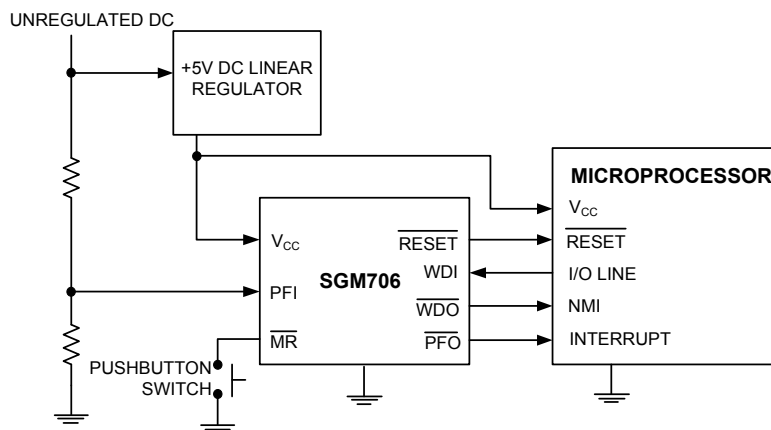 UNREGULATED DC
+5V DC LINEAR
REGULATOR
MICROPROCESSOR
VCC
RESET
I/O LINE
NMI
INTERRUPT
SGM706
VCC
PFI
MR
RESET
WDI
WDO
PFO
PUSHBUTTON
SWITCH